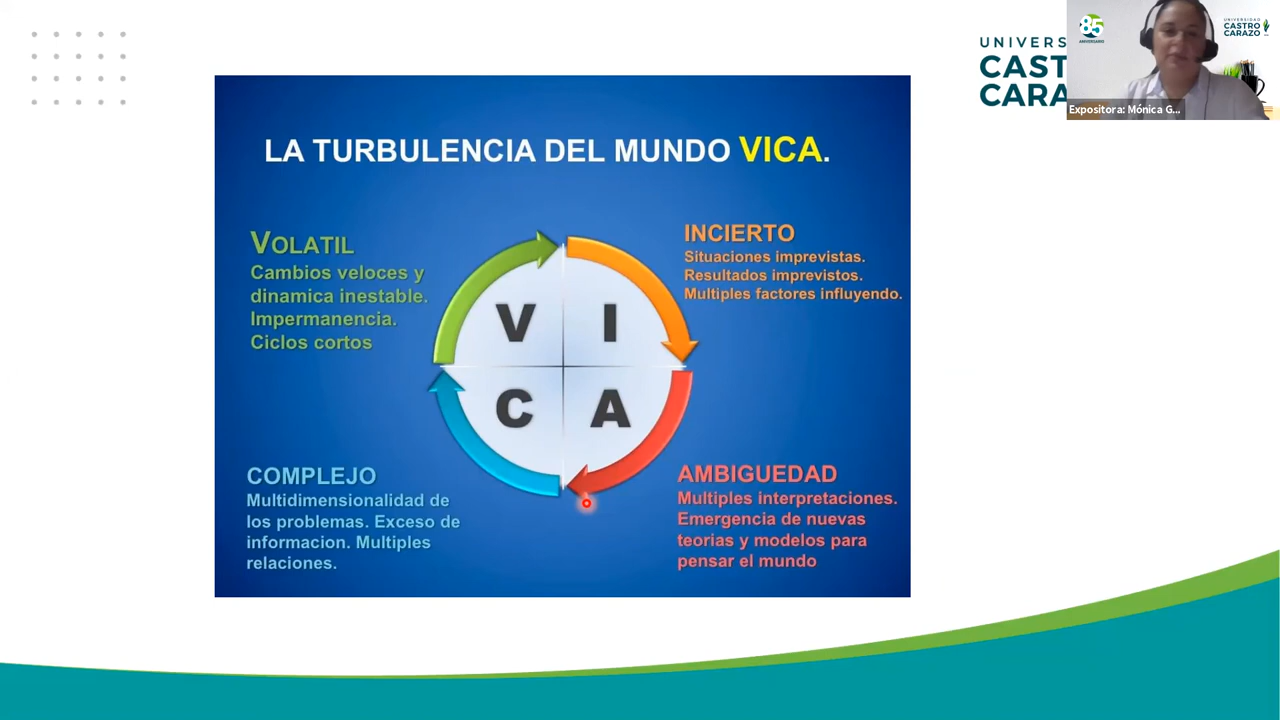 LA TURBULENCIA DEL MUNDO VICA.
VOLATIL
Cambios veloces y
dinamica inestable.
Impermanencia.
Ciclos cortos
INCIERTO
Situaciones imprevistas.
Resultados imprevistos.
Multiples factores influyendo.
V I
C A
COMPLEJO
Multidimensionalidad de
los problemas. Exceso de
informacion. Multiples
relaciones.
AMBIGUEDAD
Multiples interpretaciones.
Emergencia de nuevas
teorias y modelos para
pensar el mundo
UNIVERS
CAST
CARA
85
ANIVERSARIO
UNIVERSIDAD
CASTRO
CARAZO
Expositora: Mónica G...